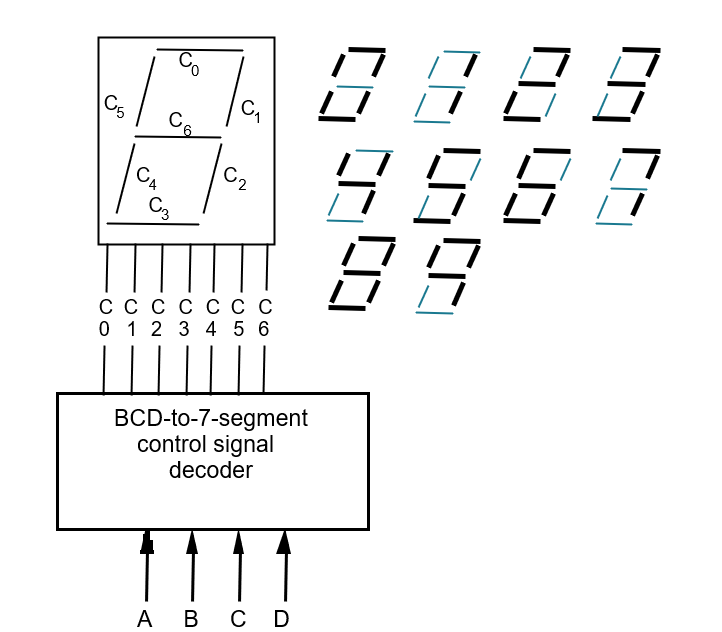 C0
C5
C1
C6
C4
C2
C3
C C C C C C C
0 1 2 3 4 5 6
BCD-to-7-segment
control signal
decoder
A B C D